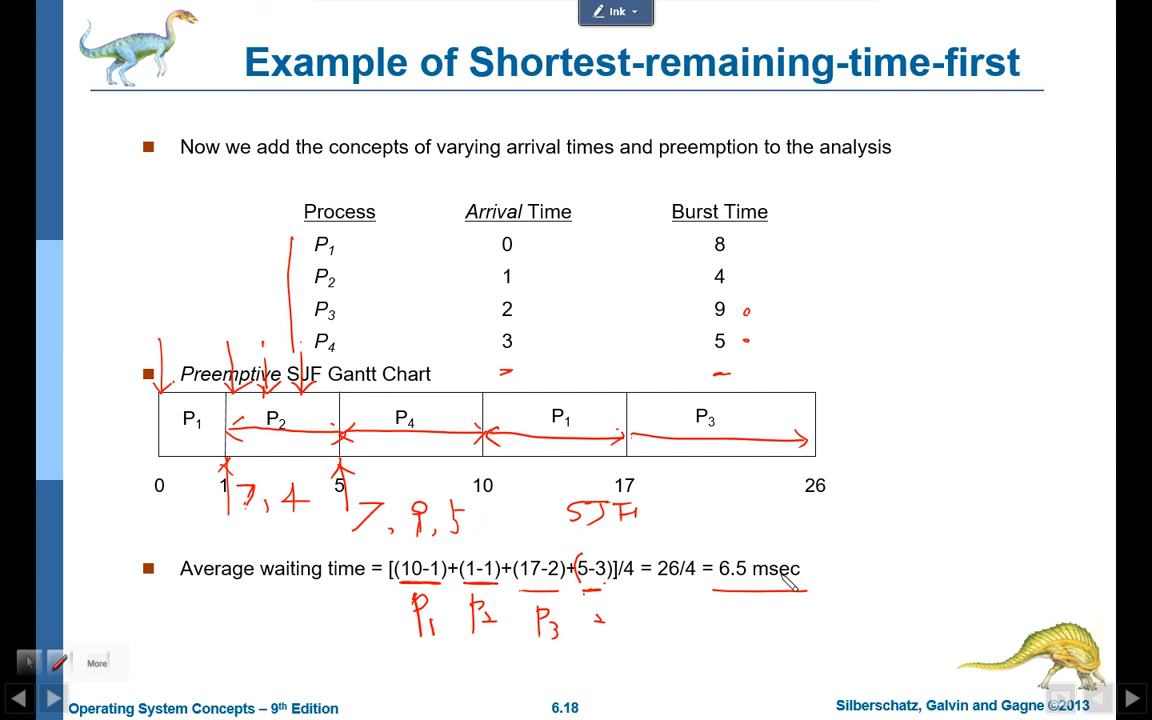 Ink
Example of Shortest-remaining-time-first
Now we add the concepts of varying arrival times and preemption to the analysis
Process Arrival Time Burst Time
P1 0 8
P2 1 4
P3 2 9
P4 3 5
Preemptive SJF Gantt Chart
P1 P2 P4 P1 P3
0 1 5 10 17 26
7, 4
7, 9, 5
SJF
Average waiting time = [(10-1)+(1-1)+(17-2)+(5-3)]/4 = 26/4 = 6.5 msec
P1 P2 P3
More
Operating System Concepts – 9th Edition 6.18 Silberschatz, Galvin and Gagne ©2013